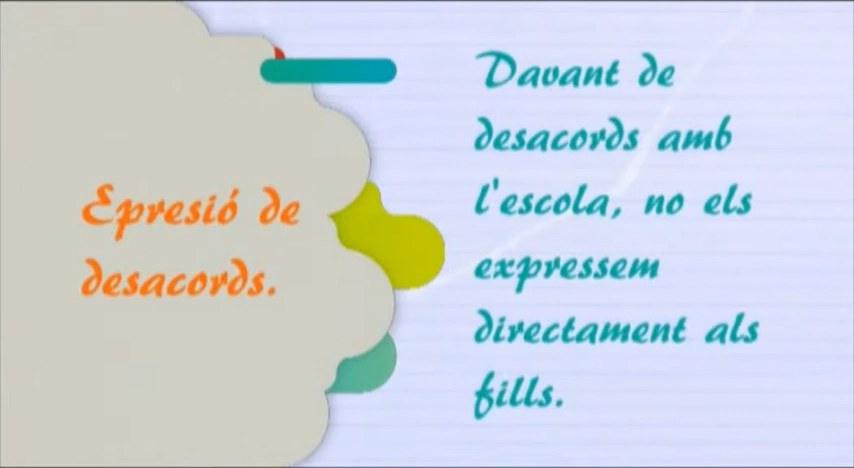 Epresió de
desacords.
Davant de
desacords amb
l'escola, no els
expressem
directament als
fills.